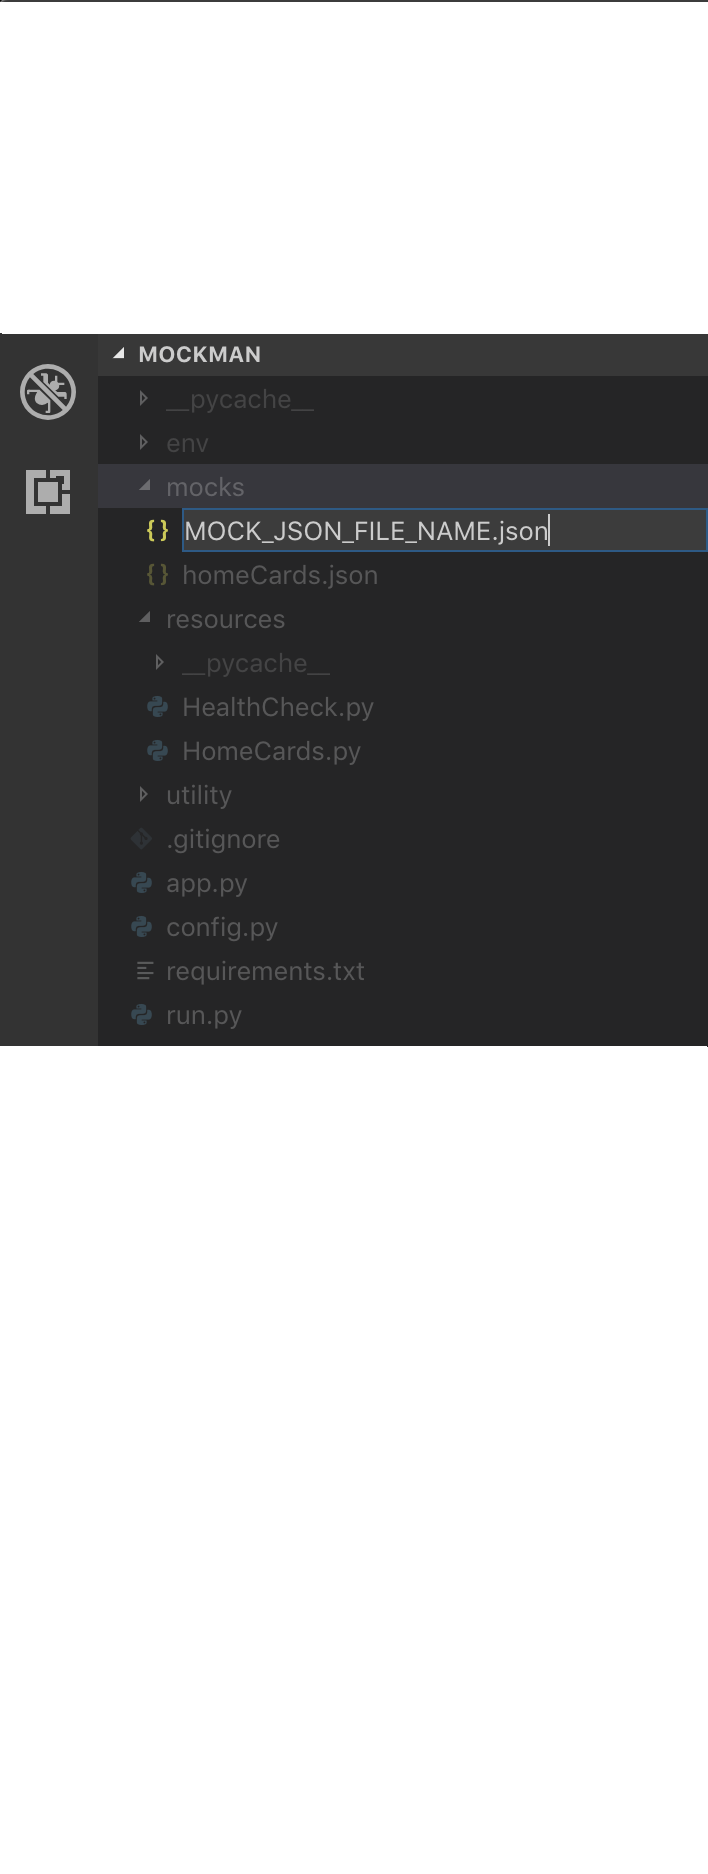 MOCKMAN
__pycache__
env
mocks
MOCK_JSON_FILE_NAME.json
homeCards.json
resources
__pycache__
HealthCheck.py
HomeCards.py
utility
.gitignore
app.py
config.py
requirements.txt
run.py